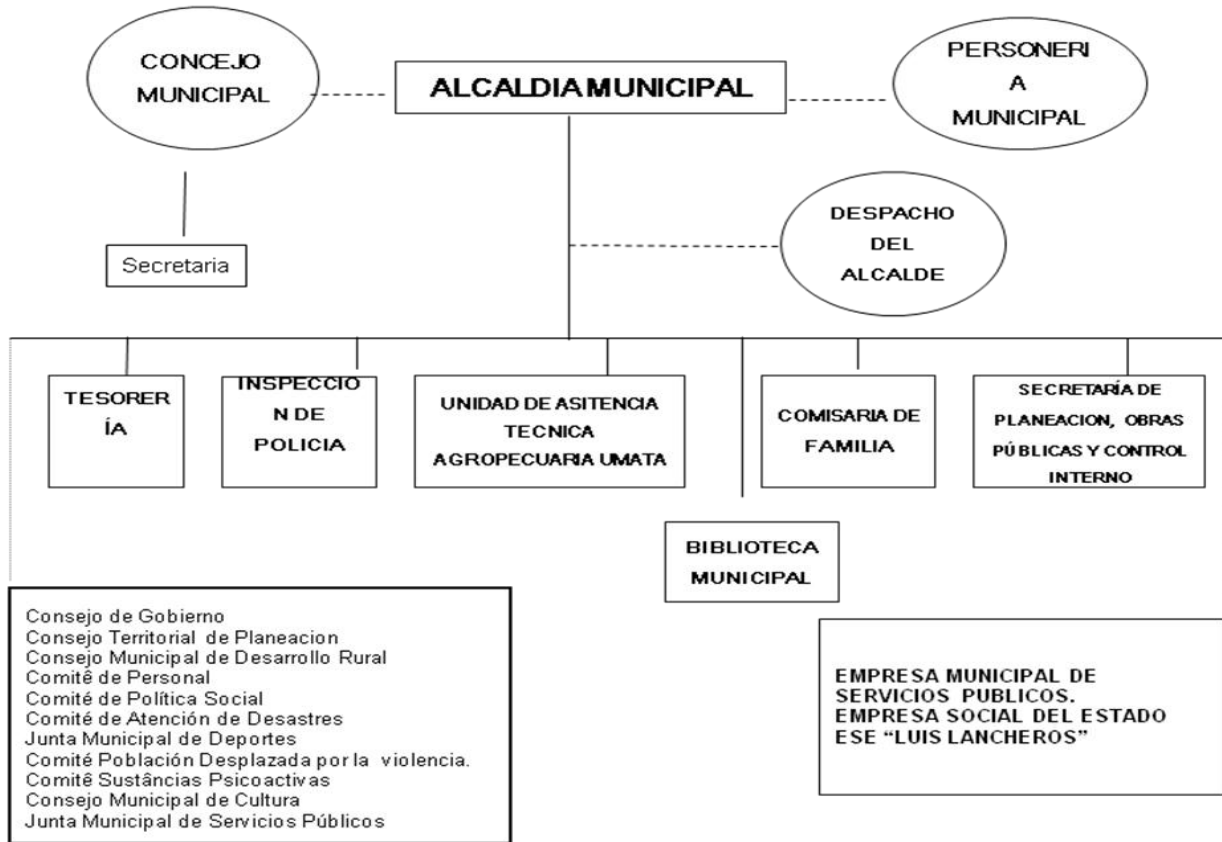 CONCEJO
MUNICIPAL
ALCALDIA MUNICIPAL
PERSONERI
A
MUNICIPAL
DESPACHO
DEL
ALCALDE
Secretaria
TESORER
ÍA
INSPECCIO
N DE
POLICIA
UNIDAD DE ASITENCIA
TECNICA
AGROPECUARIA UMATA
COMISARIA DE
FAMILIA
SECRETARÍA DE
PLANEACION, OBRAS
PÚBLICAS Y CONTROL
INTERNO
BIBLIOTECA
MUNICIPAL
Consejo de Gobierno
Consejo Territorial de Planeacion
Consejo Municipal de Desarrollo Rural
Comitê de Personal
Comité de Política Social
Comité de Atención de Desastres
Junta Municipal de Deportes
Comité Población Desplazada por la violencia.
Comitê Sustâncias Psicoactivas
Consejo Municipal de Cultura
Junta Municipal de Servicios Públicos
EMPRESA MUNICIPAL DE
SERVICIOS PUBLICOS.
EMPRESA SOCIAL DEL ESTADO
ESE “LUIS LANCHEROS”